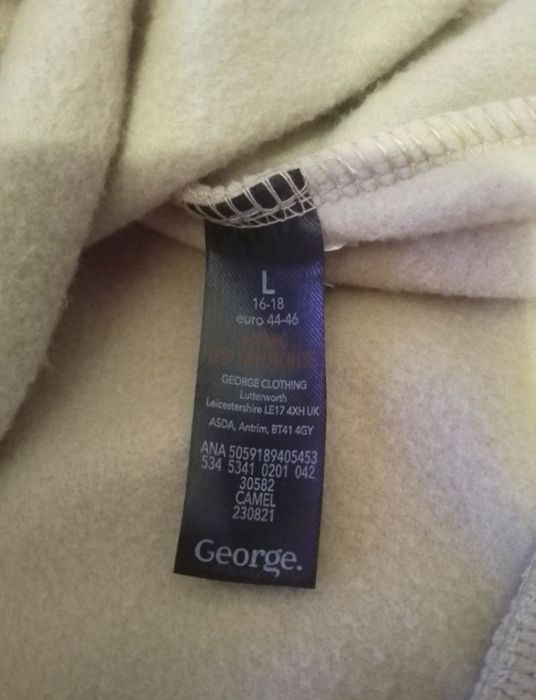 L
16-18
euro 44-46
GEORGE CLOTHING
Lutterworth
Leicestershire LE17 4XH UK
ASDA, Antrim, BT41 4GY
ANA 5059189405453
534 5341 0201 042
30582
CAMEL
230821
George.